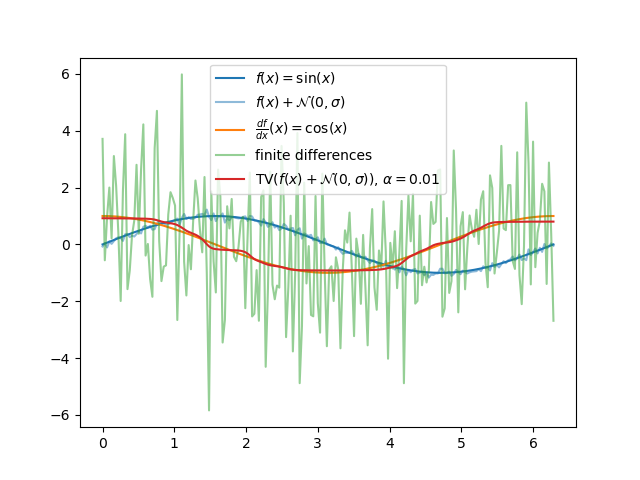 f(x) = sin(x)
f(x) + 𝒩(0, σ)
df/dx(x) = cos(x)
finite differences
TV(f(x) + 𝒩(0, σ)), α = 0.01
6
4
2
0
−2
−4
−6
0 1 2 3 4 5 6